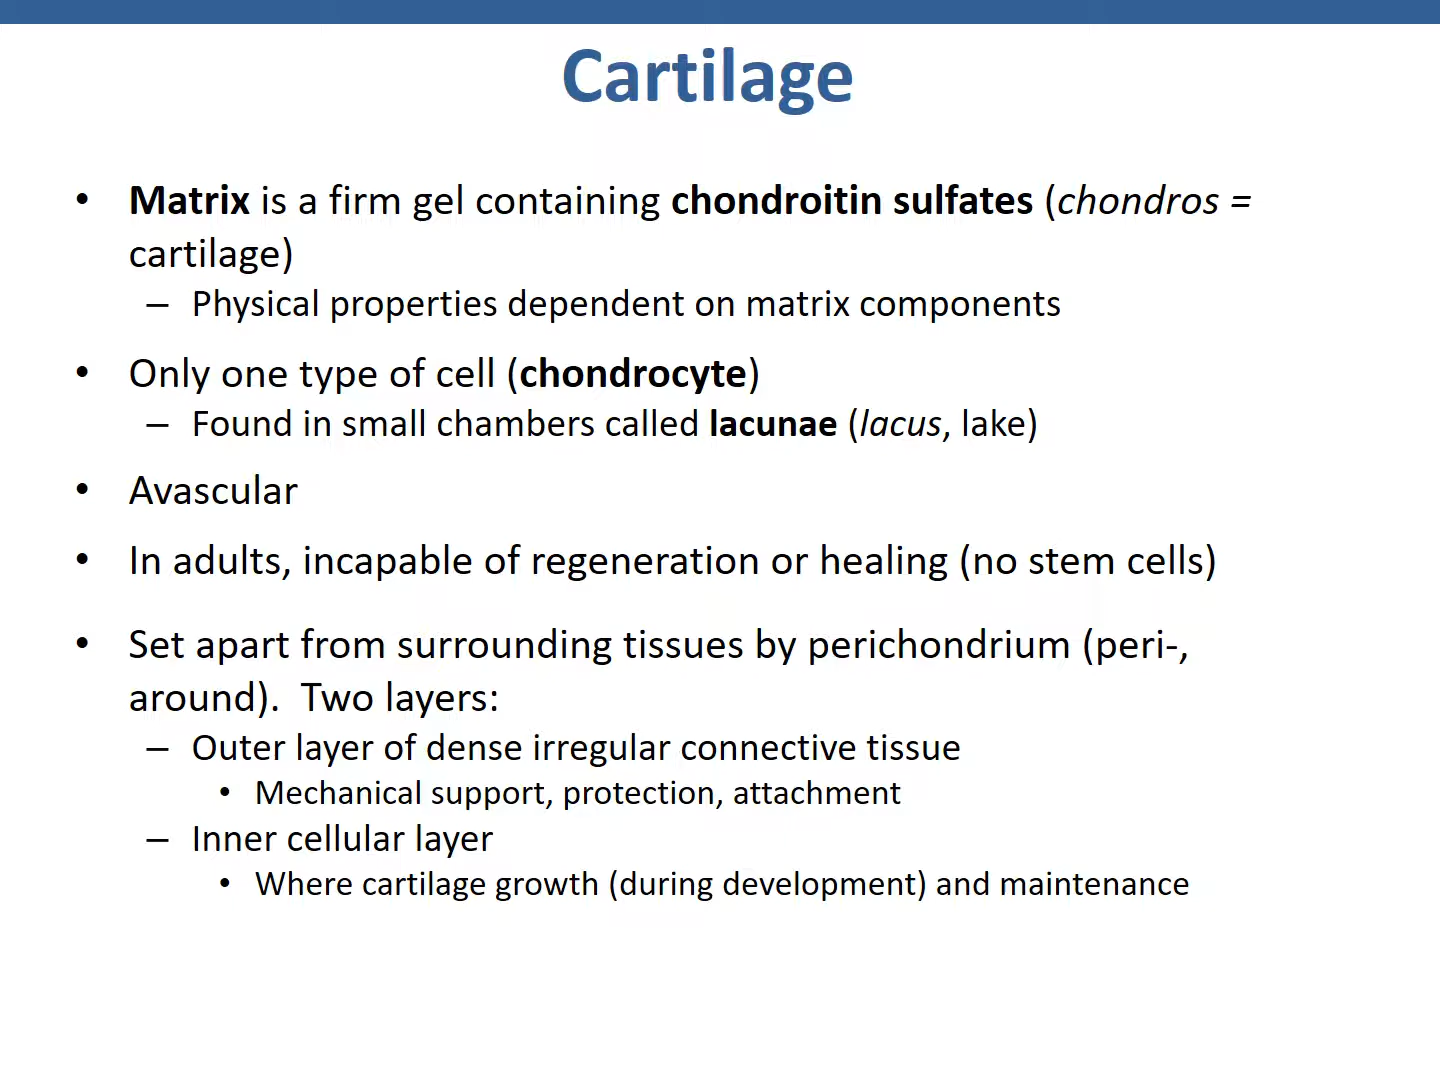 Cartilage
• Matrix is a firm gel containing chondroitin sulfates (chondros =
cartilage)
– Physical properties dependent on matrix components
• Only one type of cell (chondrocyte)
– Found in small chambers called lacunae (lacus, lake)
• Avascular
• In adults, incapable of regeneration or healing (no stem cells)
• Set apart from surrounding tissues by perichondrium (peri-,
around).  Two layers:
– Outer layer of dense irregular connective tissue
• Mechanical support, protection, attachment
– Inner cellular layer
• Where cartilage growth (during development) and maintenance